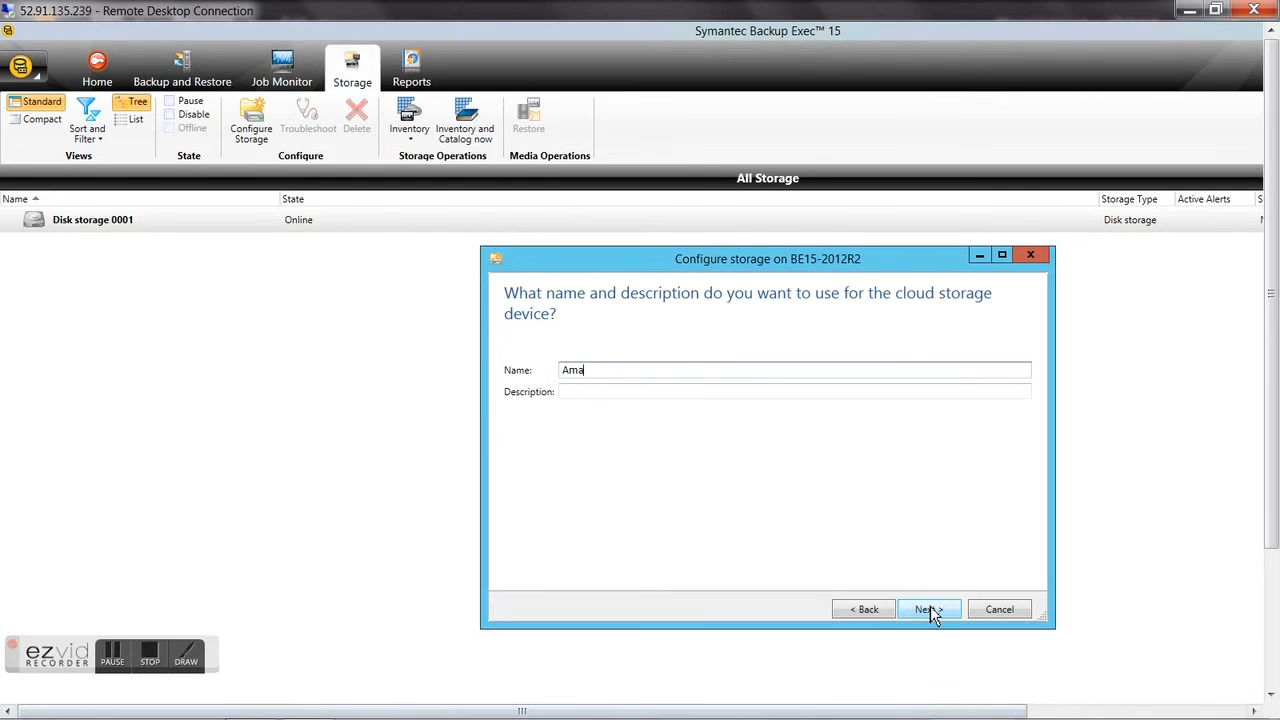 52.91.135.239 - Remote Desktop Connection
Symantec Backup Exec™ 15
Home
Backup and Restore
Job Monitor
Storage
Reports
Standard
Compact
Sort and Filter
Tree
List
Pause
Disable
Offline
Configure Storage
Troubleshoot
Delete
Inventory
Inventory and Catalog now
Restore
Views
State
Configure
Storage Operations
Media Operations
All Storage
Name
State
Storage Type
Active Alerts
S
Disk storage 0001
Online
Disk storage
Configure storage on BE15-2012R2
What name and description do you want to use for the cloud storage
device?
Name:
Ama
Description:
< Back
Next >
Cancel
ezvid
RECORDER
PAUSE
STOP
DRAW